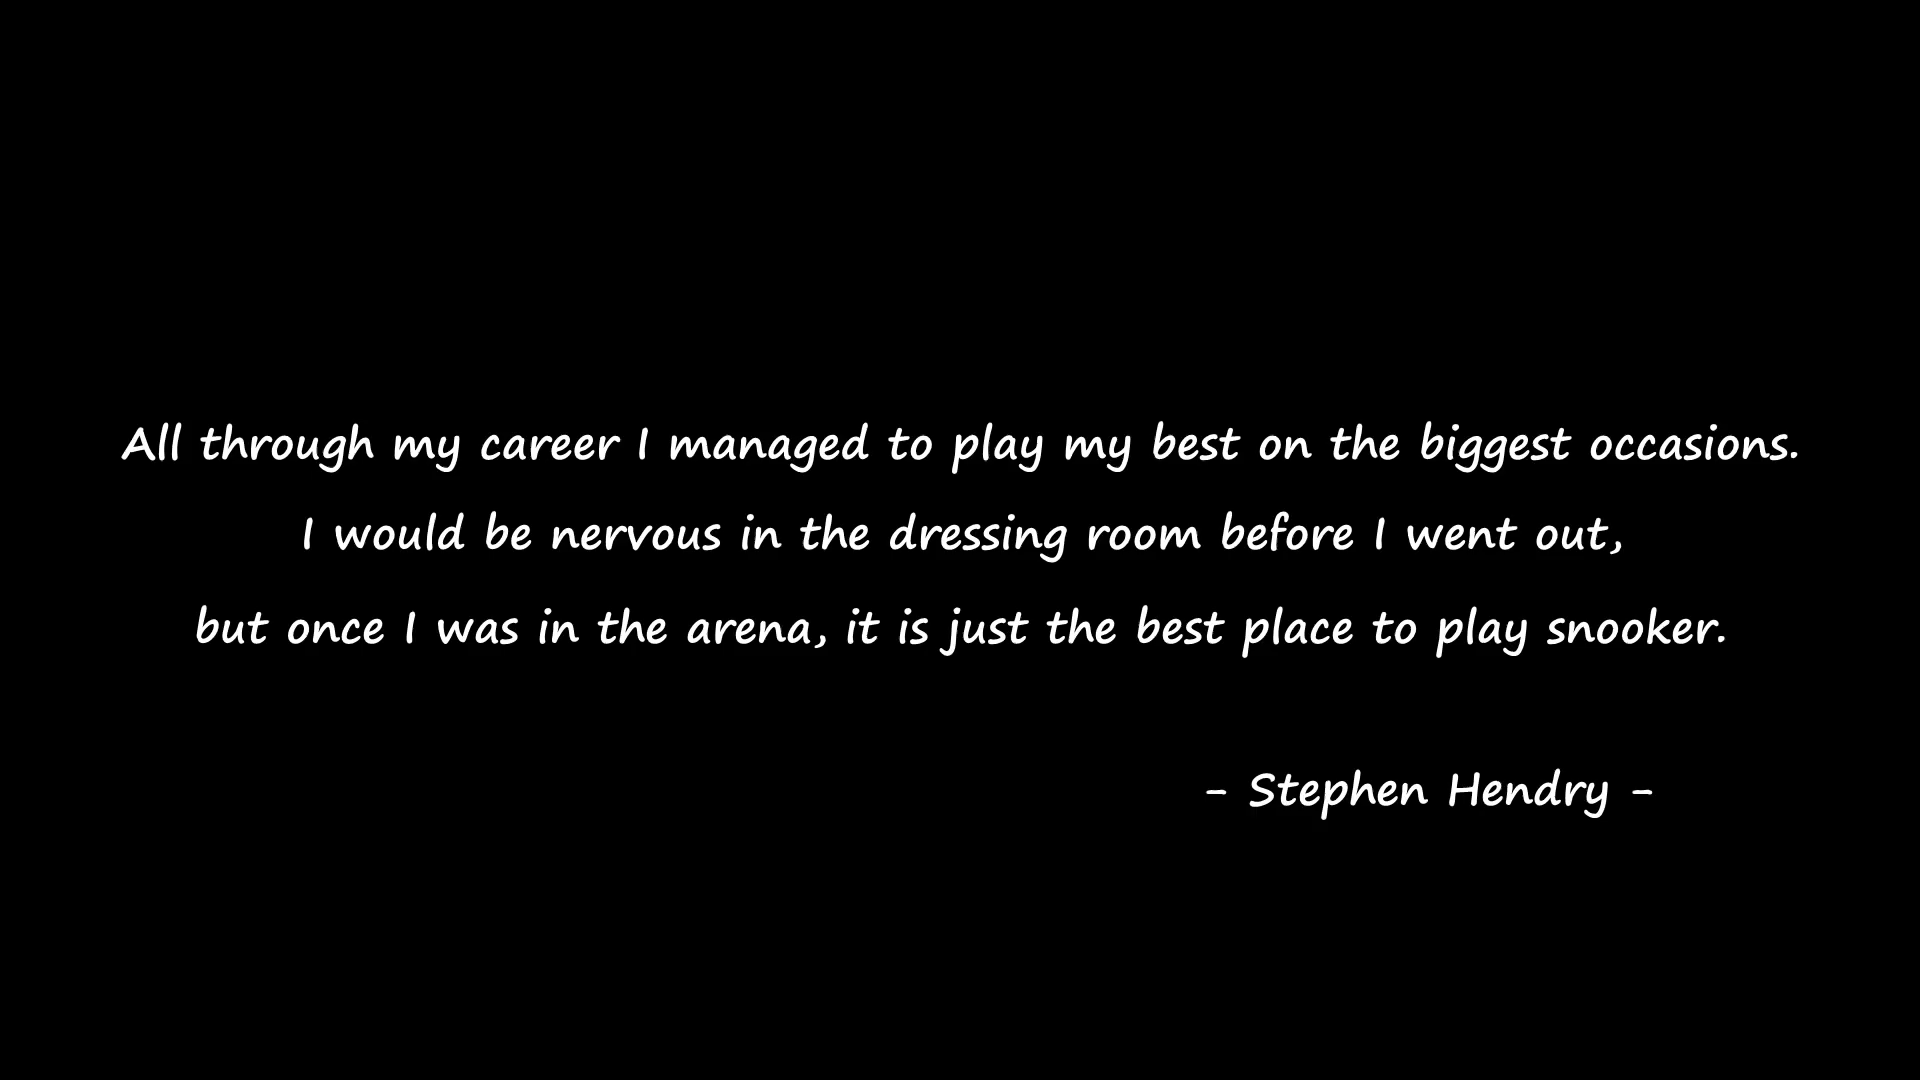 All through my career I managed to play my best on the biggest occasions.
I would be nervous in the dressing room before I went out,
but once I was in the arena, it is just the best place to play snooker.
- Stephen Hendry -